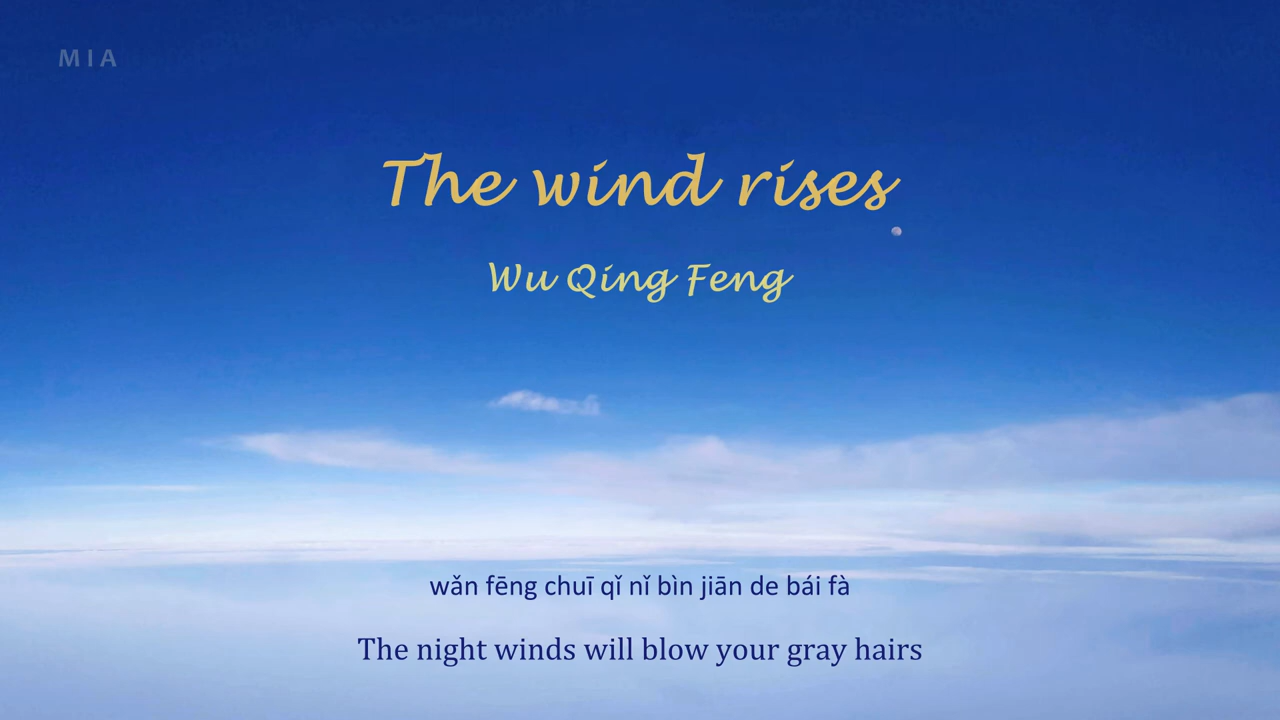 MIA
The wind rises
Wu Qing Feng
wǎn fēng chuī qǐ nǐ bìn jiān de bái fà
The night winds will blow your gray hairs